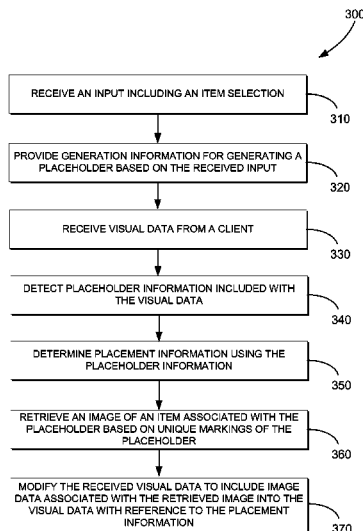 300
RECEIVE AN INPUT INCLUDING AN ITEM SELECTION
310
PROVIDE GENERATION INFORMATION FOR GENERATING A
PLACEHOLDER BASED ON THE RECEIVED INPUT
320
RECEIVE VISUAL DATA FROM A CLIENT
330
DETECT PLACEHOLDER INFORMATION INCLUDED WITH
THE VISUAL DATA
340
DETERMINE PLACEMENT INFORMATION USING THE
PLACEHOLDER INFORMATION
350
RETRIEVE AN IMAGE OF AN ITEM ASSOCIATED WITH THE
PLACEHOLDER BASED ON UNIQUE MARKINGS OF THE
PLACEHOLDER
360
MODIFY THE RECEIVED VISUAL DATA TO INCLUDE IMAGE
DATA ASSOCIATED WITH THE RETRIEVED IMAGE INTO THE
VISUAL DATA WITH REFERENCE TO THE PLACEMENT
INFORMATION
370